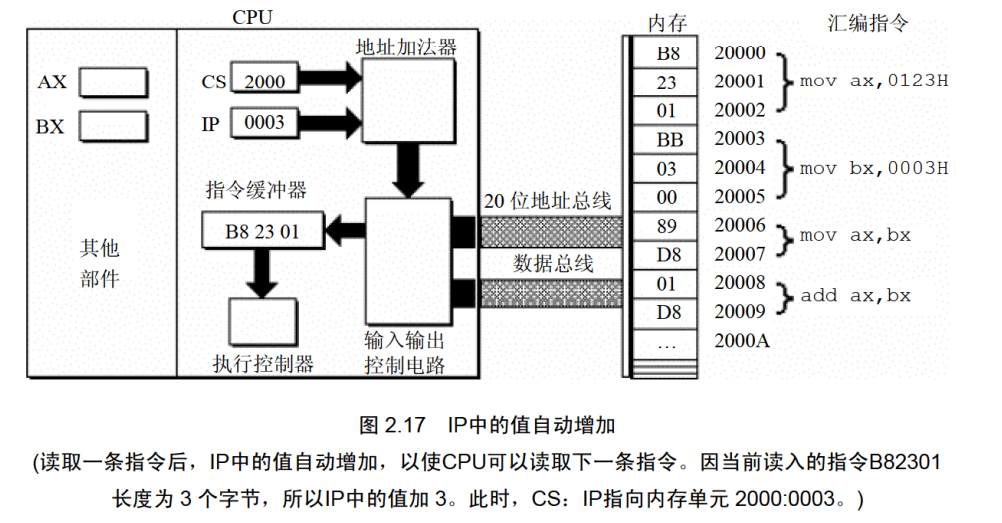 CPU
内存
汇编指令
地址加法器
AX
BX
CS 2000
IP 0003
指令缓冲器
B8 23 01
其他
部件
执行控制器
输入输出
控制电路
20 位地址总线
数据总线
B8 20000
23 20001 mov ax,0123H
01 20002
BB 20003
03 20004 mov bx,0003H
00 20005
89 20006
mov ax,bx
D8 20007
01 20008
add ax,bx
D8 20009
… 2000A
图 2.17 IP中的值自动增加
(读取一条指令后，IP中的值自动增加，以使CPU可以读取下一条指令。因当前读入的指令B82301
长度为 3 个字节，所以IP中的值加 3。此时，CS：IP指向内存单元 2000:0003。)